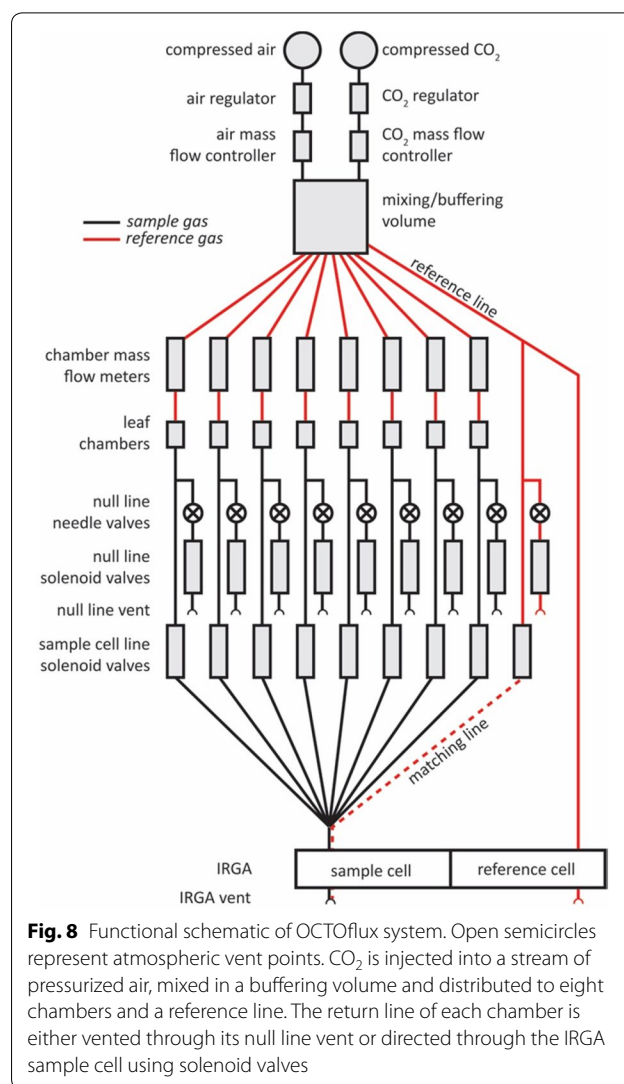 compressed air
compressed CO₂
air regulator
CO₂ regulator
air mass
flow controller
CO₂ mass flow
controller
mixing/buffering
volume
sample gas
reference gas
reference line
chamber mass
flow meters
leaf
chambers
null line
needle valves
null line
solenoid valves
null line vent
sample cell line
solenoid valves
matching line
IRGA
sample cell
reference cell
IRGA vent
Fig. 8 Functional schematic of OCTOflux system. Open semicircles
represent atmospheric vent points. CO₂ is injected into a stream of
pressurized air, mixed in a buffering volume and distributed to eight
chambers and a reference line. The return line of each chamber is
either vented through its null line vent or directed through the IRGA
sample cell using solenoid valves